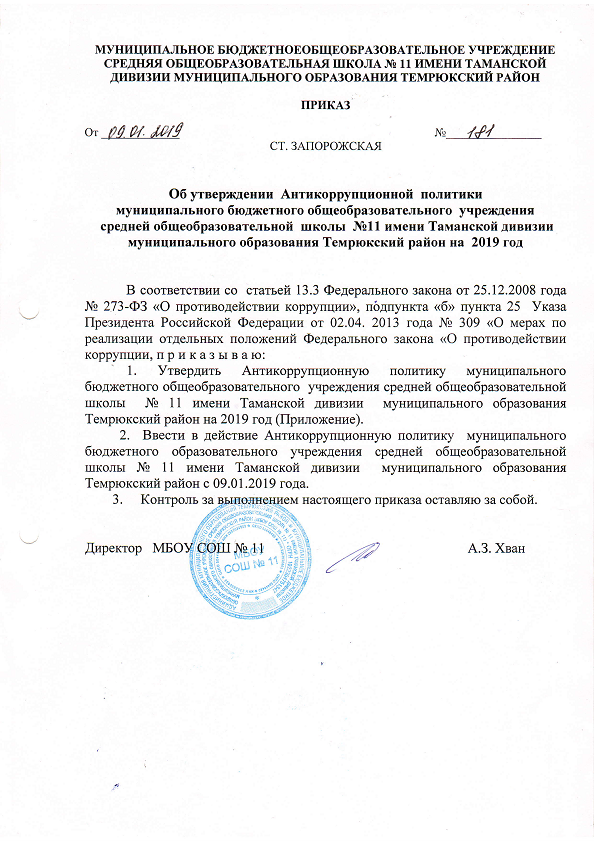 МУНИЦИПАЛЬНОЕ БЮДЖЕТНОЕОБЩЕОБРАЗОВАТЕЛЬНОЕ УЧРЕЖДЕНИЕ
СРЕДНЯЯ ОБЩЕОБРАЗОВАТЕЛЬНАЯ ШКОЛА № 11 ИМЕНИ ТАМАНСКОЙ
ДИВИЗИИ МУНИЦИПАЛЬНОГО ОБРАЗОВАНИЯ ТЕМРЮКСКИЙ РАЙОН
ПРИКАЗ
От 09.01.2019 № 181
СТ. ЗАПОРОЖСКАЯ
Об утверждении Антикоррупционной политики
муниципального бюджетного общеобразовательного учреждения
средней общеобразовательной школы №11 имени Таманской дивизии
муниципального образования Темрюкский район на 2019 год
В соответствии со статьей 13.3 Федерального закона от 25.12.2008 года
№ 273-ФЗ «О противодействии коррупции», подпункта «б» пункта 25 Указа
Президента Российской Федерации от 02.04. 2013 года № 309 «О мерах по
реализации отдельных положений Федерального закона «О противодействии
коррупции, п р и к а з ы в а ю:
1. Утвердить Антикоррупционную политику муниципального
бюджетного общеобразовательного учреждения средней общеобразовательной
школы № 11 имени Таманской дивизии муниципального образования
Темрюкский район на 2019 год (Приложение).
2. Ввести в действие Антикоррупционную политику муниципального
бюджетного образовательного учреждения средней общеобразовательной
школы № 11 имени Таманской дивизии муниципального образования
Темрюкский район с 09.01.2019 года.
3. Контроль за выполнением настоящего приказа оставляю за собой.
Директор МБОУ СОШ № 11 А.З. Хван
МБОУ
СОШ № 11